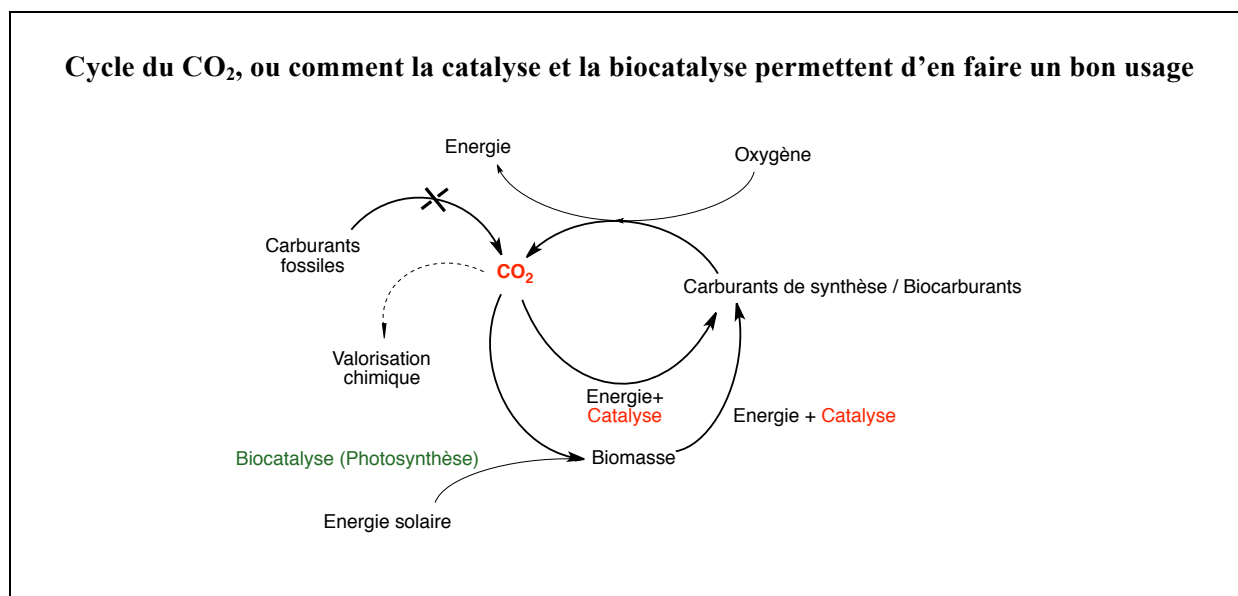 Cycle du CO₂, ou comment la catalyse et la biocatalyse permettent d'en faire un bon usage
Energie
Oxygène
Carburants
fossiles
CO₂
Carburants de synthèse / Biocarburants
Valorisation
chimique
Energie+
Catalyse
Energie + Catalyse
Biocatalyse (Photosynthèse)
Biomasse
Energie solaire